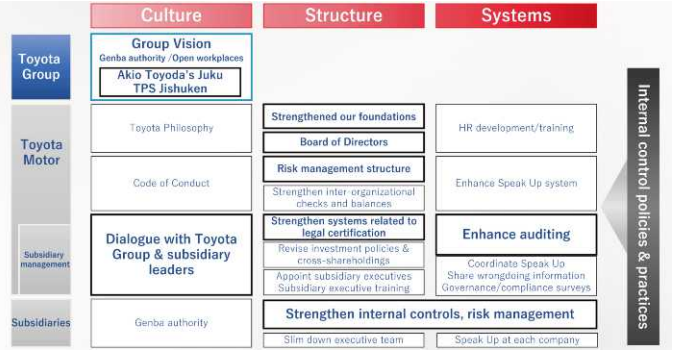 Culture
Structure
Systems
Toyota
Group
Group Vision
Genba authority /Open workplaces
Akio Toyoda's Juku
TPS Jishuken
Toyota
Motor
Toyota Philosophy
Strengthened our foundations
Board of Directors
HR development/training
Code of Conduct
Risk management structure
Strengthen inter-organizational
checks and balances
Enhance Speak Up system
Subsidiary
management
Dialogue with Toyota
Group & subsidiary
leaders
Strengthen systems related to
legal certification
Revise investment policies &
cross-shareholdings
Appoint subsidiary executives
Subsidiary executive training
Enhance auditing
Coordinate Speak Up
Share wrongdoing information
Governance/compliance surveys
Subsidiaries
Genba authority
Strengthen internal controls, risk management
Slim down executive team
Speak Up at each company
Internal control policies & practices